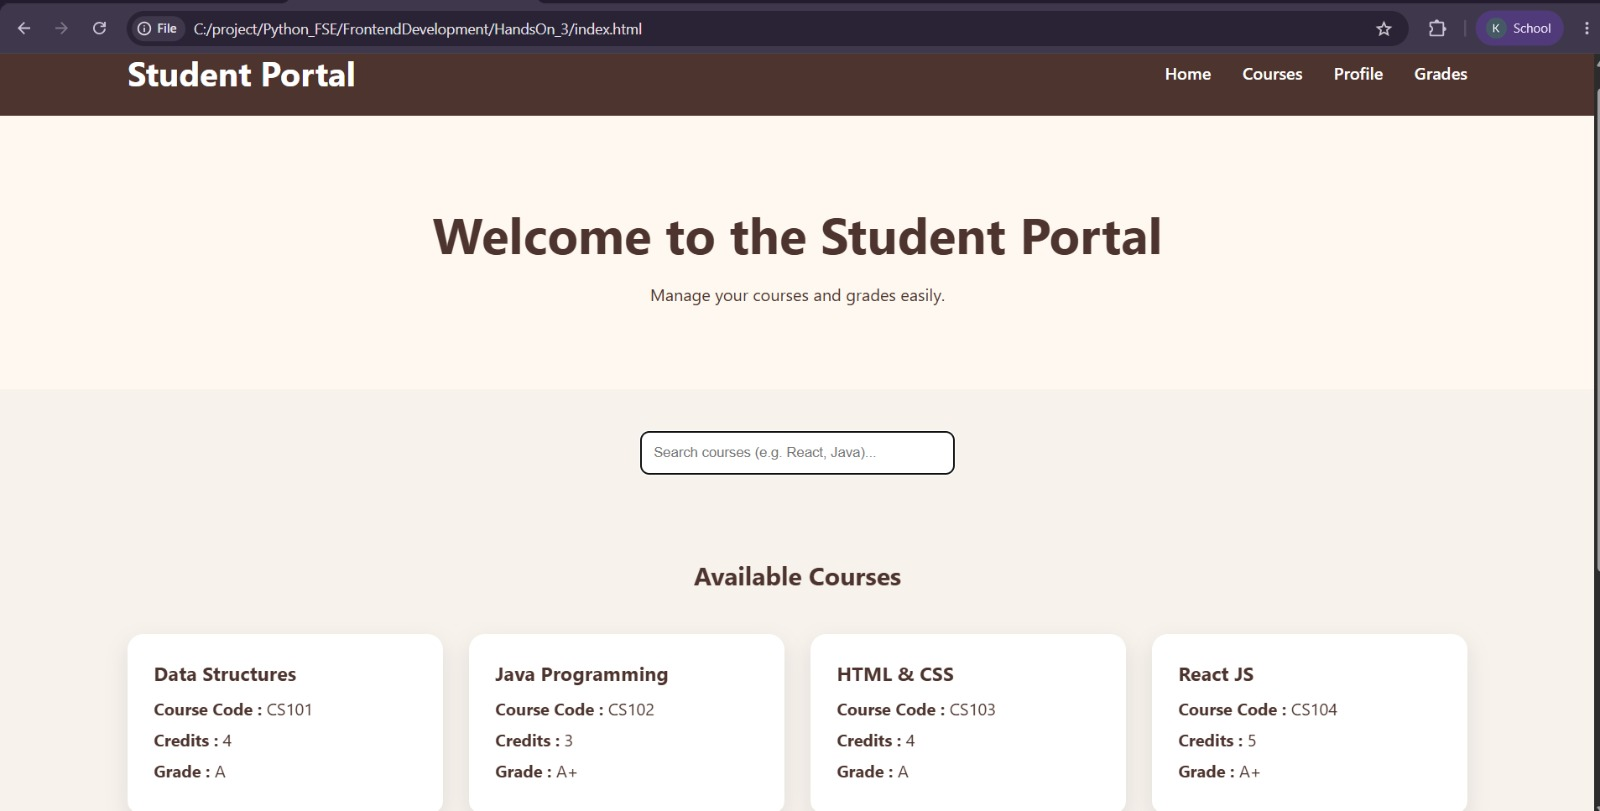 File C:/project/Python_FSE/FrontendDevelopment/HandsOn_3/index.html K School
Student Portal Home Courses Profile Grades
Welcome to the Student Portal
Manage your courses and grades easily.
Search courses (e.g. React, Java)...
Available Courses
Data Structures
Course Code : CS101
Credits : 4
Grade : A
Java Programming
Course Code : CS102
Credits : 3
Grade : A+
HTML & CSS
Course Code : CS103
Credits : 4
Grade : A
React JS
Course Code : CS104
Credits : 5
Grade : A+